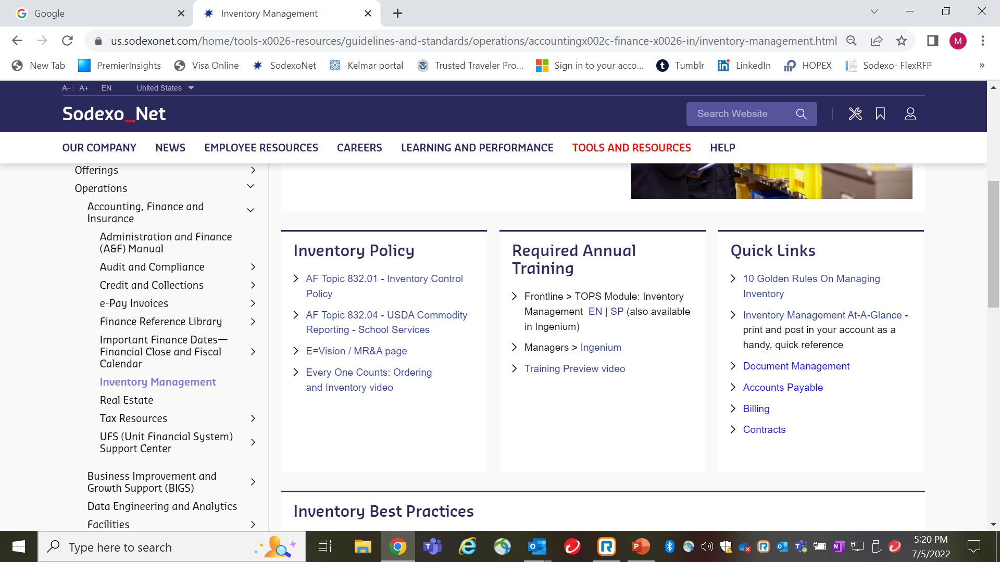 Google
Inventory Management
us.sodexonet.com/home/tools-x0026-resources/guidelines-and-standards/operations/accountingx002c-finance-x0026-in/inventory-management.html
M
New Tab
PremierInsights
Visa Online
SodexoNet
Kelmar portal
Trusted Traveler Pro...
Sign in to your acco...
Tumblr
LinkedIn
HOPEX
Sodexo- FlexRFP
»
A- A+ EN United States
Sodexo_Net
Search Website
OUR COMPANY NEWS EMPLOYEE RESOURCES CAREERS LEARNING AND PERFORMANCE TOOLS AND RESOURCES HELP
Offerings
Operations
Accounting, Finance and
Insurance
Administration and Finance
(A&F) Manual
Audit and Compliance
Credit and Collections
e-Pay Invoices
Finance Reference Library
Important Finance Dates—
Financial Close and Fiscal
Calendar
Inventory Management
Real Estate
Tax Resources
UFS (Unit Financial System)
Support Center
Business Improvement and
Growth Support (BIGS)
Data Engineering and Analytics
Facilities
Inventory Policy
AF Topic 832.01 - Inventory Control
Policy
AF Topic 832.04 - USDA Commodity
Reporting - School Services
E=Vision / MR&A page
Every One Counts: Ordering
and Inventory video
Required Annual
Training
Frontline > TOPS Module: Inventory
Management EN | SP (also available
in Ingenium)
Managers > Ingenium
Training Preview video
Quick Links
10 Golden Rules On Managing
Inventory
Inventory Management At-A-Glance -
print and post in your account as a
handy, quick reference
Document Management
Accounts Payable
Billing
Contracts
Inventory Best Practices
Type here to search
5:20 PM
7/5/2022